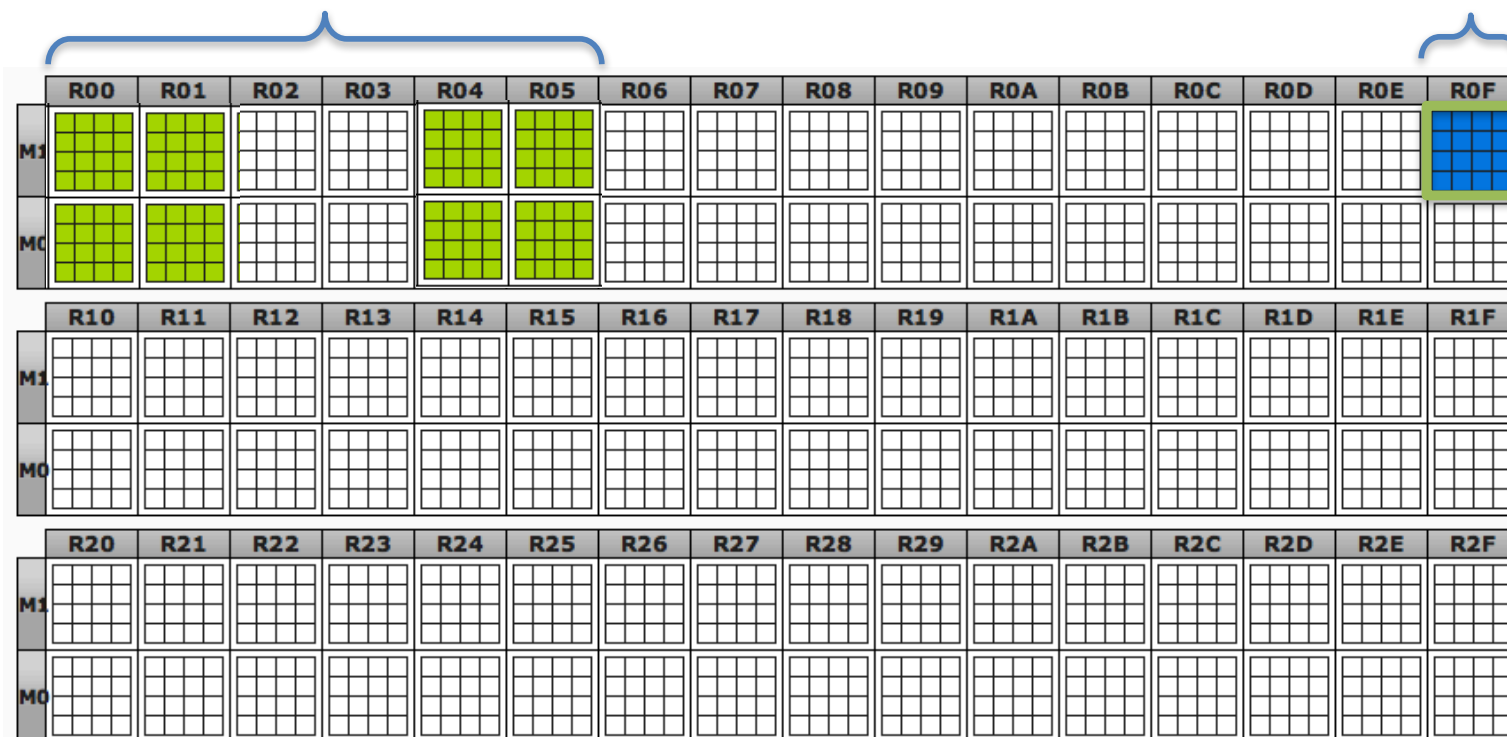 R00 R01 R02 R03 R04 R05 R06 R07 R08 R09 R0A R0B R0C R0D R0E R0F
M1
M0
R10 R11 R12 R13 R14 R15 R16 R17 R18 R19 R1A R1B R1C R1D R1E R1F
M1
M0
R20 R21 R22 R23 R24 R25 R26 R27 R28 R29 R2A R2B R2C R2D R2E R2F
M1
M0